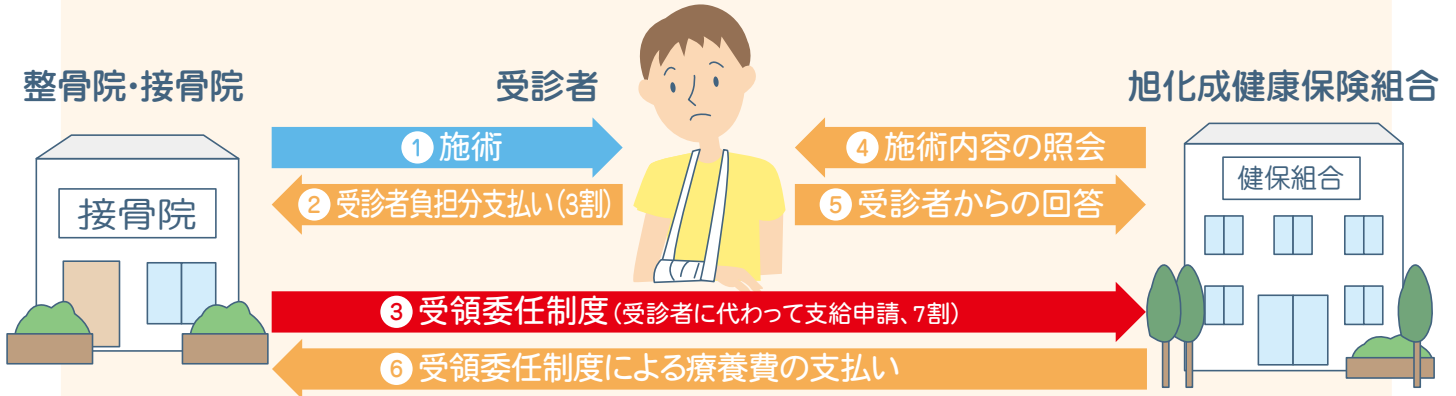 整骨院・接骨院
受診者
旭化成健康保険組合
接骨院
健保組合
1 施術
4 施術内容の照会
2 受診者負担分支払い(3割)
5 受診者からの回答
3 受領委任制度(受診者に代わって支給申請、7割)
6 受領委任制度による療養費の支払い